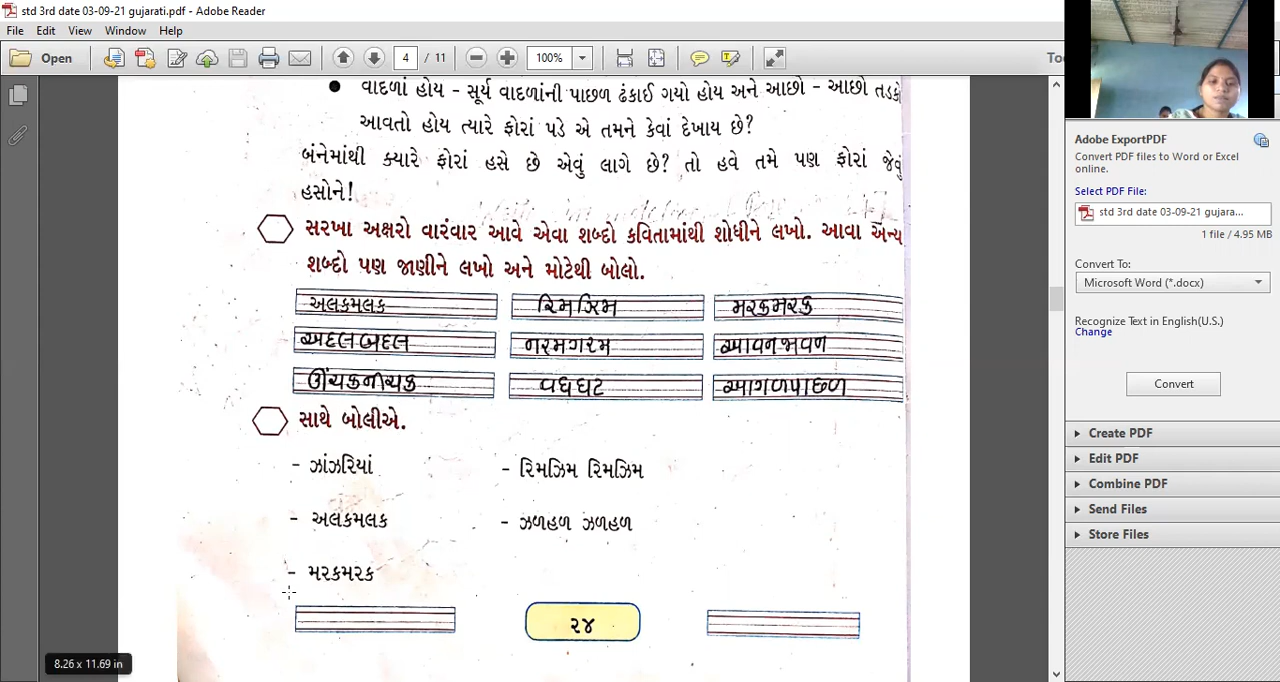 std 3rd date 03-09-21 gujarati.pdf - Adobe Reader
File Edit View Window Help
Open 4 / 11 100%
● વાદળાં હોય - સૂર્ય વાદળાંની પાછળ ઢંકાઈ ગયો હોય અને આછો - આછો તડકો
આવતો હોય ત્યારે ફોરાં પડે એ તમને કેવાં દેખાય છે?
બંનેમાંથી ક્યારે ફોરાં હસે છે એવું લાગે છે? તો હવે તમે પણ ફોરાં જેવું
હસોને!
સરખા અક્ષરો વારંવાર આવે એવા શબ્દો કવિતામાંથી શોધીને લખો. આવા અન્ય
શબ્દો પણ જાણીને લખો અને મોટેથી બોલો.
અલકમલક રિમઝિમ મરકમરક
અદલબદલ નરમગરમ આવનજાવન
ઊંચકનીચક વધઘટ આગળપાછળ
સાથે બોલીએ.
- ઝાંઝરિયાં - રિમઝિમ રિમઝિમ
- અલકમલક - ઝળહળ ઝળહળ
- મરકમરક
૨૪
8.26 x 11.69 in
Adobe ExportPDF
Convert PDF files to Word or Excel
online.
Select PDF File:
std 3rd date 03-09-21 gujara...
1 file / 4.95 MB
Convert To:
Microsoft Word (*.docx)
Recognize Text in English(U.S.)
Change
Convert
Create PDF
Edit PDF
Combine PDF
Send Files
Store Files